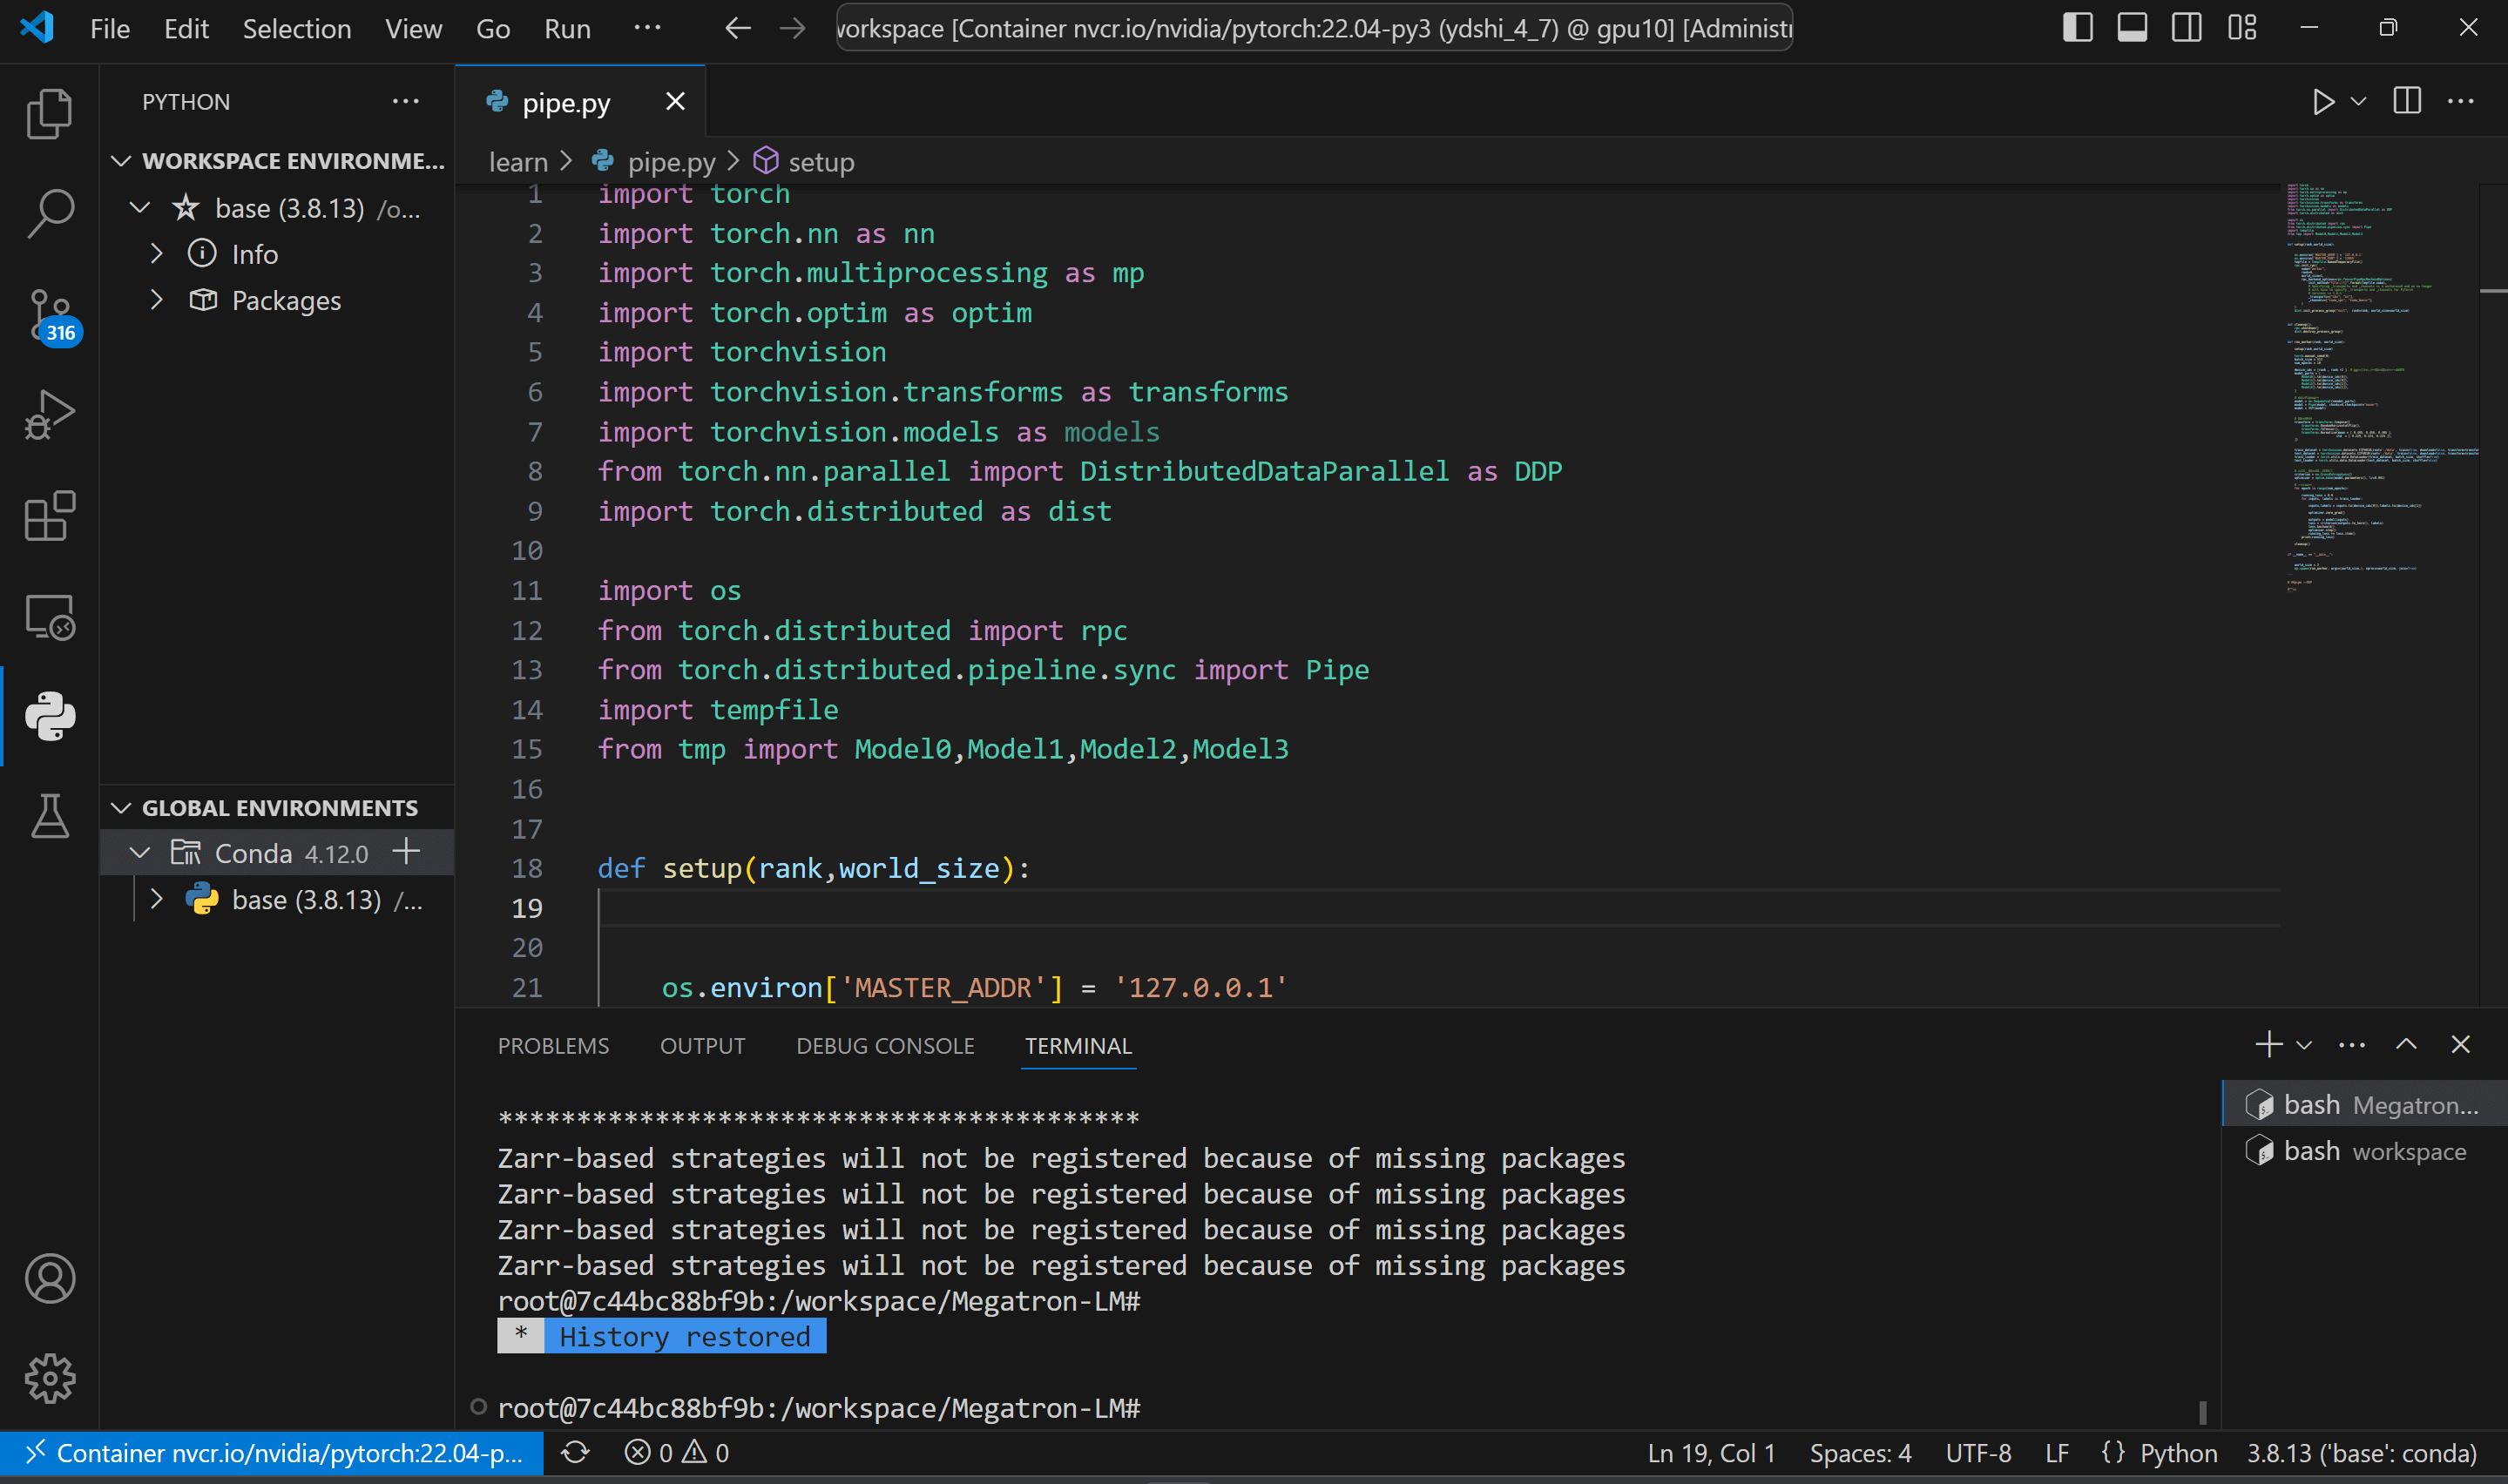 File Edit Selection View Go Run ···
workspace [Container nvcr.io/nvidia/pytorch:22.04-py3 (ydshi_4_7) @ gpu10] [Administr
PYTHON
WORKSPACE ENVIRONME...
base (3.8.13) /o...
Info
Packages
316
GLOBAL ENVIRONMENTS
Conda 4.12.0
base (3.8.13) /...
pipe.py
learn > pipe.py > setup
1 import torch
2 import torch.nn as nn
3 import torch.multiprocessing as mp
4 import torch.optim as optim
5 import torchvision
6 import torchvision.transforms as transforms
7 import torchvision.models as models
8 from torch.nn.parallel import DistributedDataParallel as DDP
9 import torch.distributed as dist
10
11 import os
12 from torch.distributed import rpc
13 from torch.distributed.pipeline.sync import Pipe
14 import tempfile
15 from tmp import Model0,Model1,Model2,Model3
16
17
18 def setup(rank,world_size):
19
20
21 os.environ['MASTER_ADDR'] = '127.0.0.1'
PROBLEMS OUTPUT DEBUG CONSOLE TERMINAL
*****************************************
Zarr-based strategies will not be registered because of missing packages
Zarr-based strategies will not be registered because of missing packages
Zarr-based strategies will not be registered because of missing packages
Zarr-based strategies will not be registered because of missing packages
root@7c44bc88bf9b:/workspace/Megatron-LM#
* History restored
root@7c44bc88bf9b:/workspace/Megatron-LM#
bash Megatron...
bash workspace
Container nvcr.io/nvidia/pytorch:22.04-p... 0 0 Ln 19, Col 1 Spaces: 4 UTF-8 LF {} Python 3.8.13 ('base': conda)